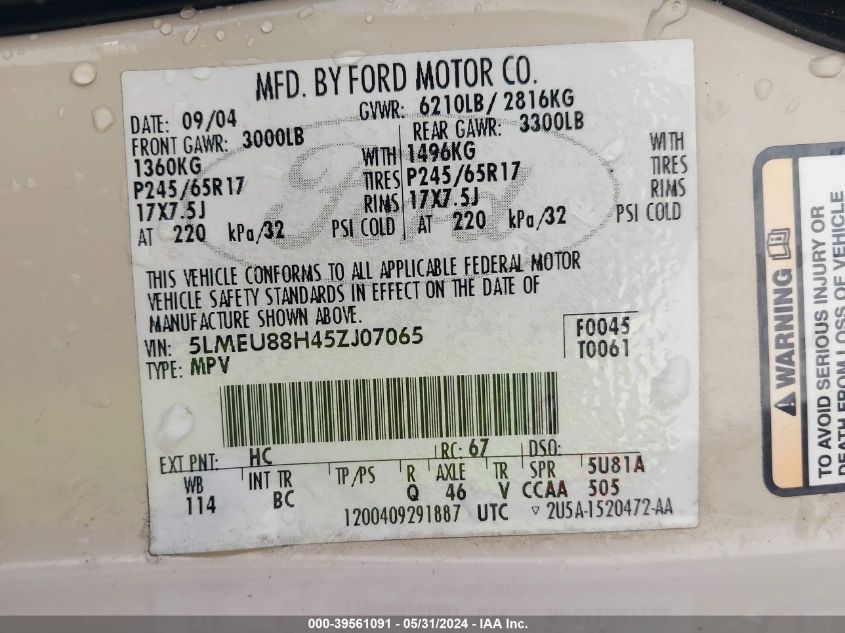 MFD. BY FORD MOTOR CO.
DATE: 09/04 GVWR: 6210LB/ 2816KG
FRONT GAWR: 3000LB REAR GAWR: 3300LB
1360KG WITH 1496KG WITH
P245/65R17 TIRES P245/65R17 TIRES
17X7.5J RIMS 17X7.5J RIMS
AT 220 kPa/32 PSI COLD AT 220 kPa/32 PSI COLD
THIS VEHICLE CONFORMS TO ALL APPLICABLE FEDERAL MOTOR
VEHICLE SAFETY STANDARDS IN EFFECT ON THE DATE OF
MANUFACTURE SHOWN ABOVE.
VIN: 5LMEU88H45ZJ07065 F0045
TYPE: MPV T0061
EXT PNT: HC RC: 67 DSO:
WB INT TR TP/PS R AXLE TR SPR 5U81A
114 BC Q 46 V CCAA 505
1200409291887 UTC ▽ 2U5A-1520472-AA
⚠ WARNING
TO AVOID SERIOUS INJURY OR
DEATH FROM LOSS OF VEHICLE
000-39561091 - 05/31/2024 - IAA Inc.